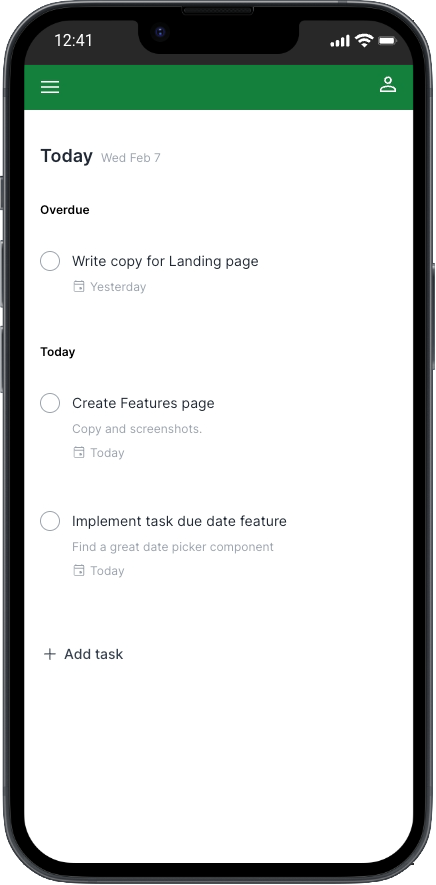 12:41
Today Wed Feb 7
Overdue
Write copy for Landing page
Yesterday
Today
Create Features page
Copy and screenshots.
Today
Implement task due date feature
Find a great date picker component
Today
Add task